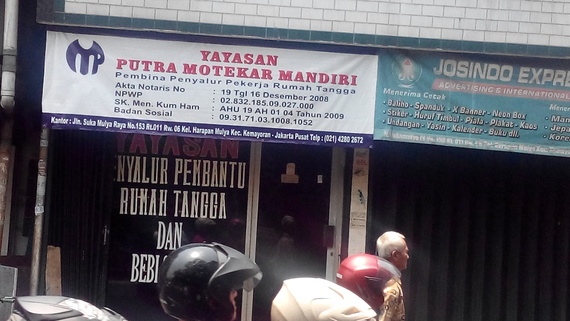 YAYASAN
PUTRA MOTEKAR MANDIRI
Pembina Penyalur Pekerja Rumah Tangga
Akta Notaris No : 19 Tgl 16 Desember 2008
NPWP : 02.832.185.09.027.000
SK. Men. Kum Ham : AHU 19 AH 01 04 Tahun 2009
Badan Sosial : 09.31.71.03.1008.1052
Kantor : Jln. Suka Mulya Raya No.153 Rt.011 Rw. 06 Kel. Harapan Mulya Kec. Kemayoran - Jakarta Pusat Telp : (021) 4280 2672
JOSINDO EXPRE
ADVERTISING & INTERNATIONAL
Menerima Cetak
- Baliho - Spanduk - X Banner - Neon Box
- Stiker - Huruf Timbul - Piala - Plakat - Kaos
- Undangan - Yasin - Kalender - Buku dll.
Menerima
YAYASAN
NYALUR PEMBANTU
RUMAH TANGGA
DAN